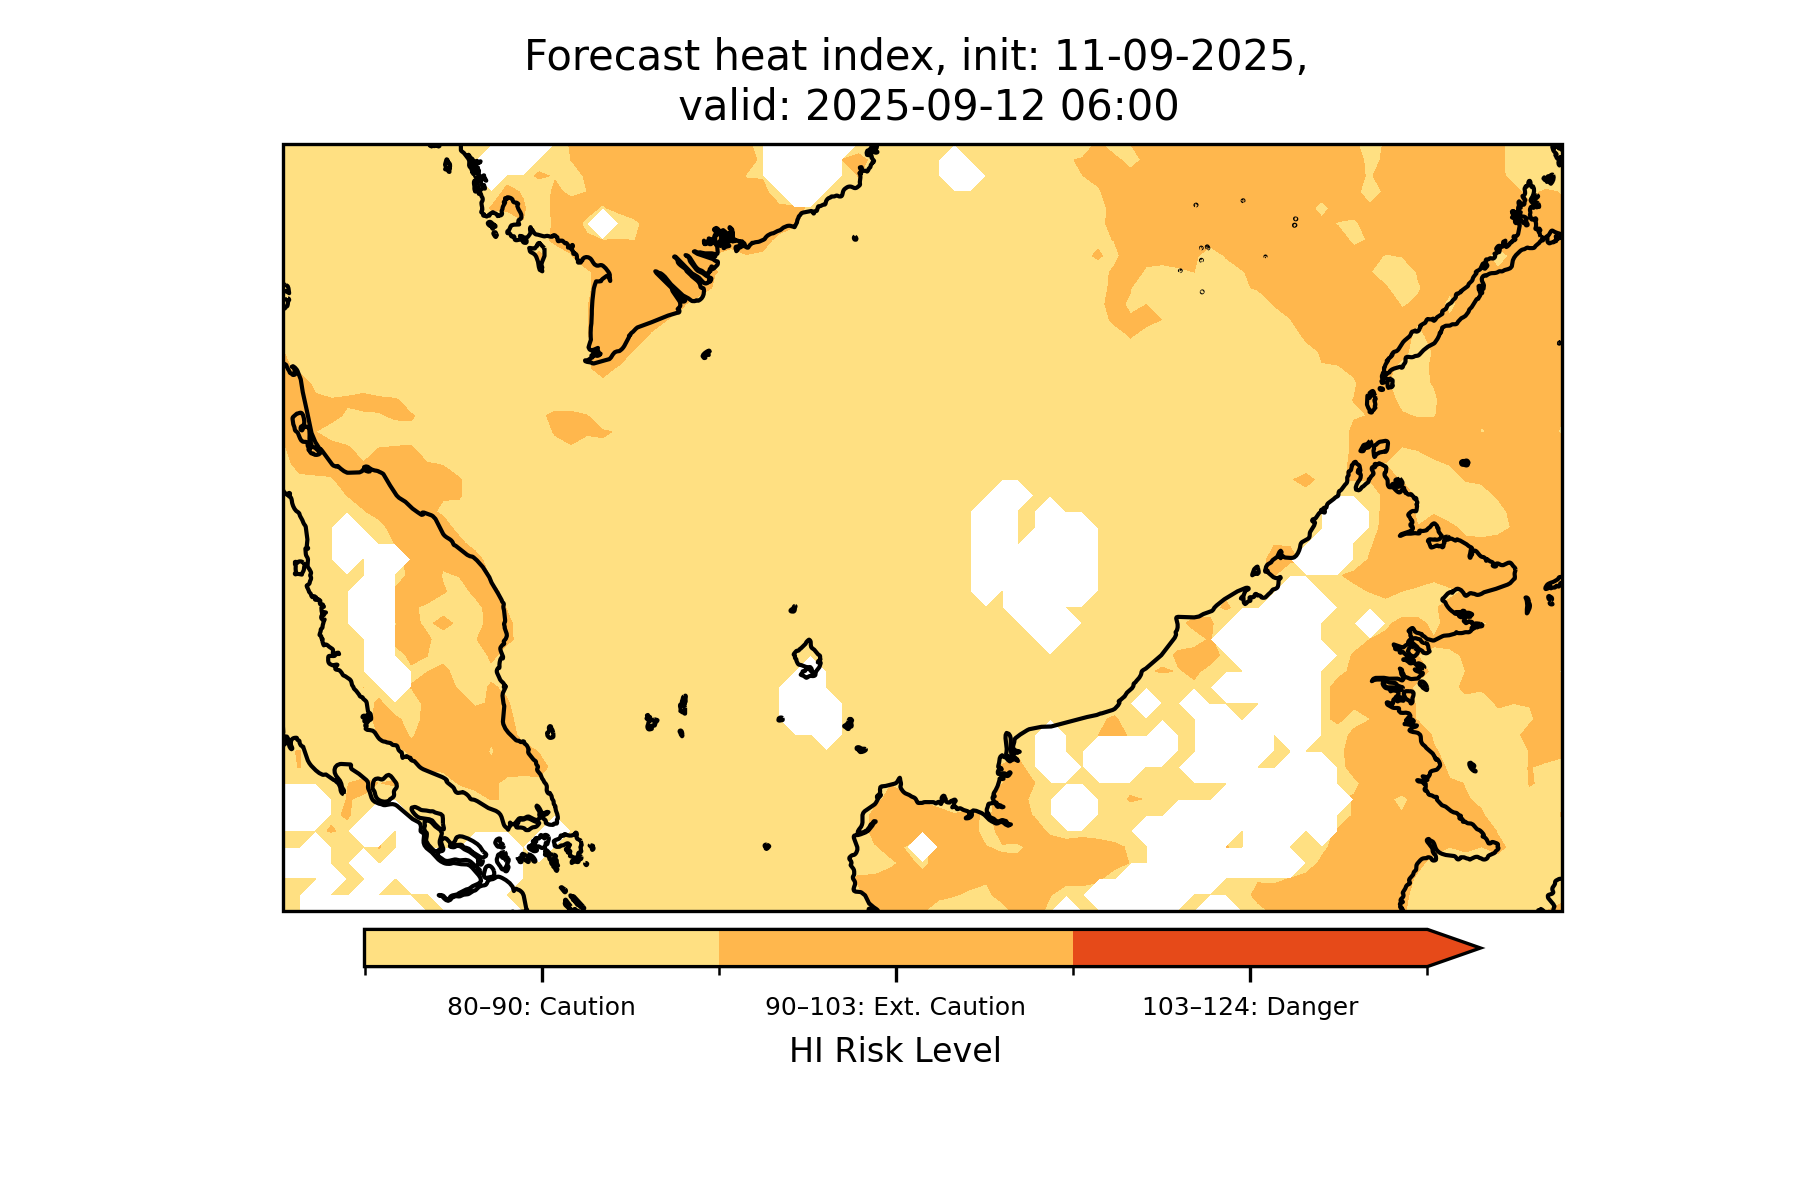 Forecast heat index, init: 11-09-2025,
valid: 2025-09-12 06:00
80–90: Caution
90–103: Ext. Caution
103–124: Danger
HI Risk Level